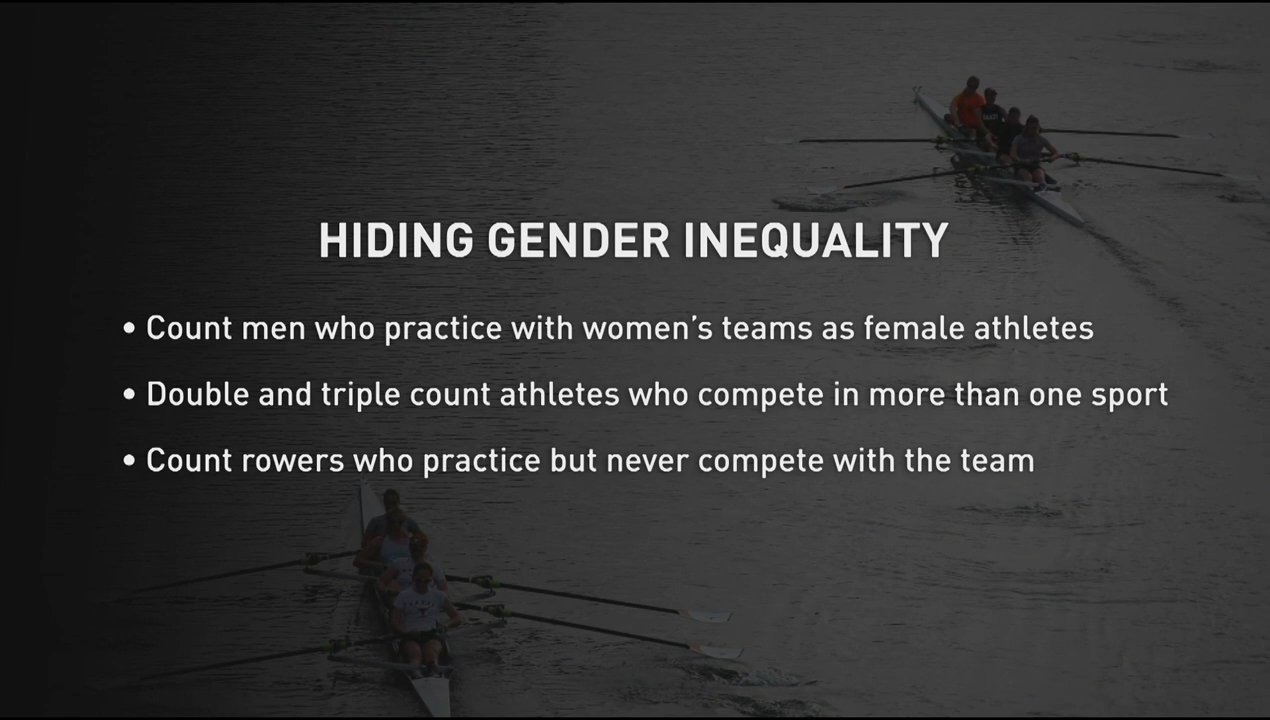 HIDING GENDER INEQUALITY
• Count men who practice with women’s teams as female athletes
• Double and triple count athletes who compete in more than one sport
• Count rowers who practice but never compete with the team